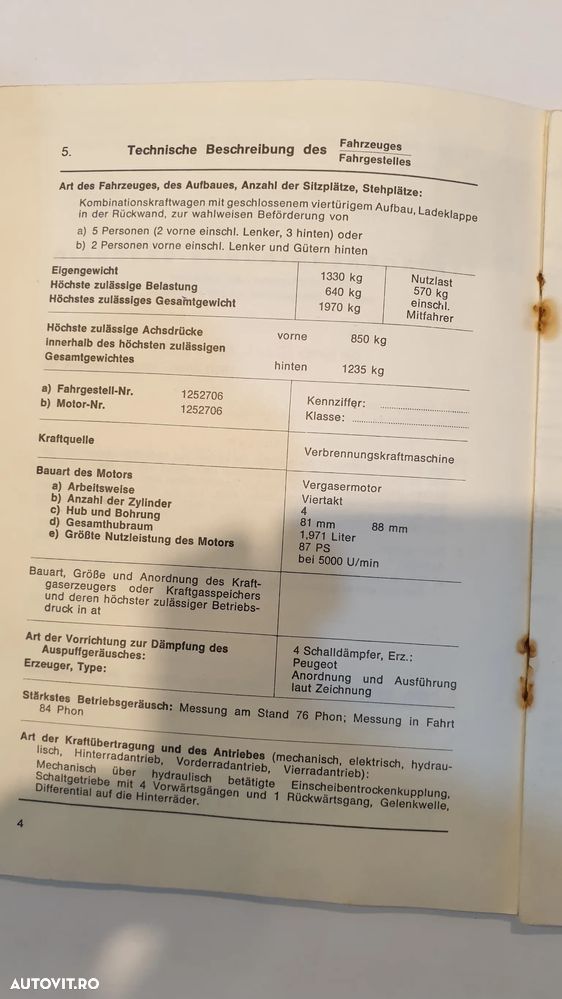 5. Technische Beschreibung des Fahrzeuges
Fahrgestelles
Art des Fahrzeuges, des Aufbaues, Anzahl der Sitzplätze, Stehplätze:
Kombinationskraftwagen mit geschlossenem viertürigem Aufbau, Ladeklappe
in der Rückwand, zur wahlweisen Beförderung von
a) 5 Personen (2 vorne einschl. Lenker, 3 hinten) oder
b) 2 Personen vorne einschl. Lenker und Gütern hinten
Eigengewicht 1330 kg Nutzlast
Höchste zulässige Belastung 640 kg 570 kg
Höchstes zulässiges Gesamtgewicht 1970 kg einschl.
Mitfahrer
Höchste zulässige Achsdrücke vorne 850 kg
innerhalb des höchsten zulässigen
Gesamtgewichtes hinten 1235 kg
a) Fahrgestell-Nr. 1252706 Kennziffer:
b) Motor-Nr. 1252706 Klasse:
Kraftquelle Verbrennungskraftmaschine
Bauart des Motors Vergasermotor
a) Arbeitsweise Viertakt
b) Anzahl der Zylinder 4
c) Hub und Bohrung 81 mm 88 mm
d) Gesamthubraum 1,971 Liter
e) Größte Nutzleistung des Motors 87 PS
bei 5000 U/min
Bauart, Größe und Anordnung des Kraft-
gaserzeugers oder Kraftgasspeichers
und deren höchster zulässiger Betriebs-
druck in at
Art der Vorrichtung zur Dämpfung des 4 Schalldämpfer, Erz.:
Auspuffgeräusches: Peugeot
Erzeuger, Type: Anordnung und Ausführung
laut Zeichnung
Stärkstes Betriebsgeräusch: Messung am Stand 76 Phon; Messung in Fahrt
84 Phon
Art der Kraftübertragung und des Antriebes (mechanisch, elektrisch, hydrau-
lisch, Hinterradantrieb, Vorderradantrieb, Vierradantrieb):
Mechanisch über hydraulisch betätigte Einscheibentrockenkupplung,
Schaltgetriebe mit 4 Vorwärtsgängen und 1 Rückwärtsgang, Gelenkwelle,
Differential auf die Hinterräder.
4
AUTOVIT.RO